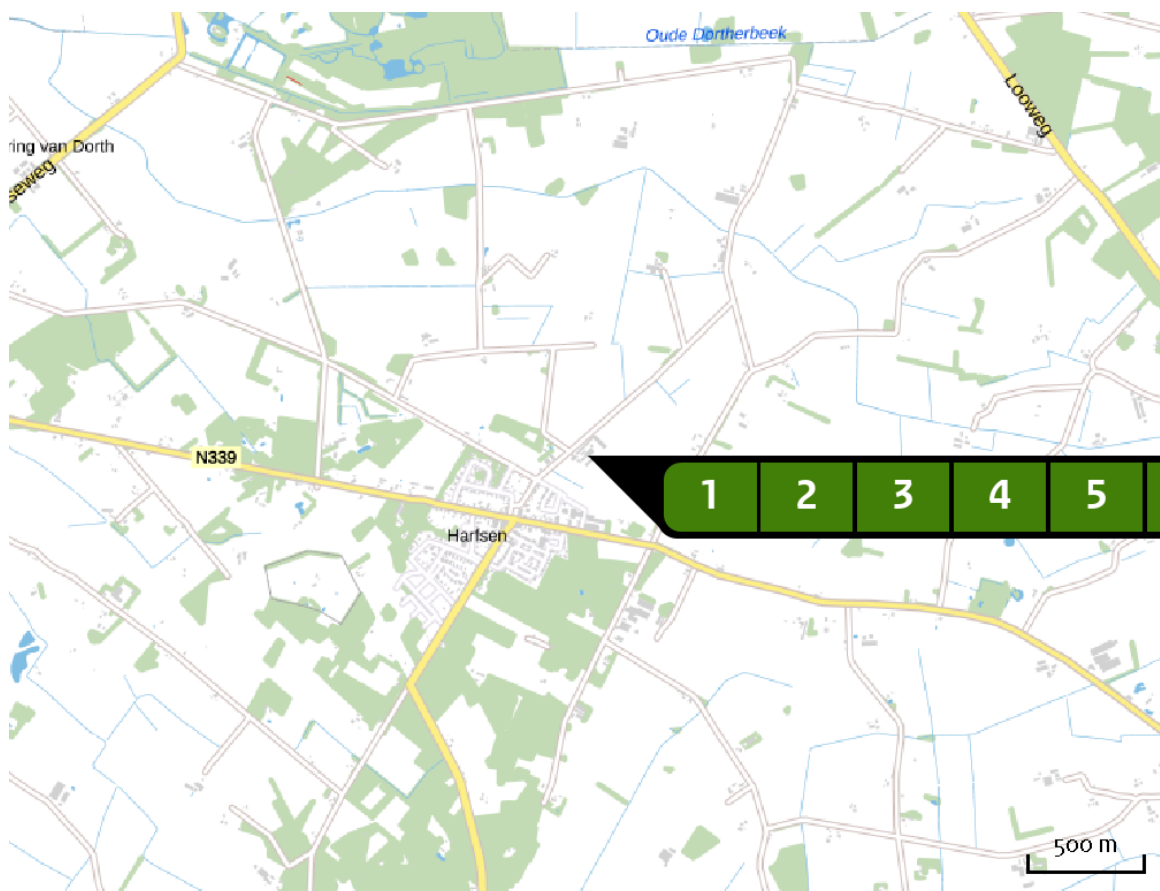 Oude Dortherbeek
Looweg
ring van Dorth
seweg
N339
1 2 3 4 5
Harfsen
500 m